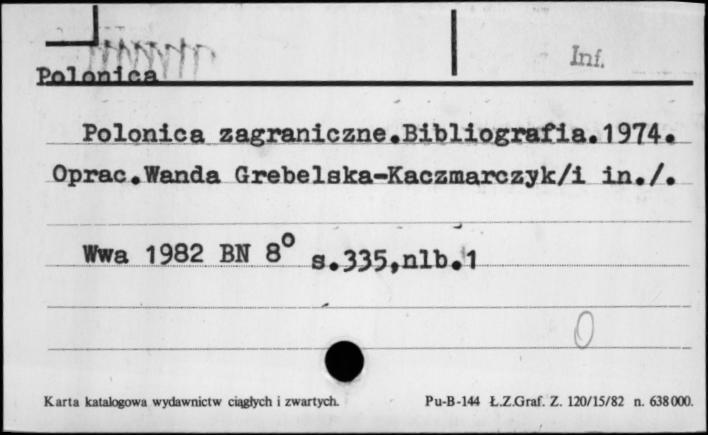 Inf.
Polonica
Polonica zagraniczne.Bibliografia.1974.
Oprac.Wanda Grebelska-Kaczmarczyk/i in./.
Wwa 1982 BN 8° s.335,nlb.1
0
Karta katalogowa wydawnictw ciągłych i zwartych.
Pu-B-144 Ł.Z.Graf. Z. 120/15/82 n. 638000.